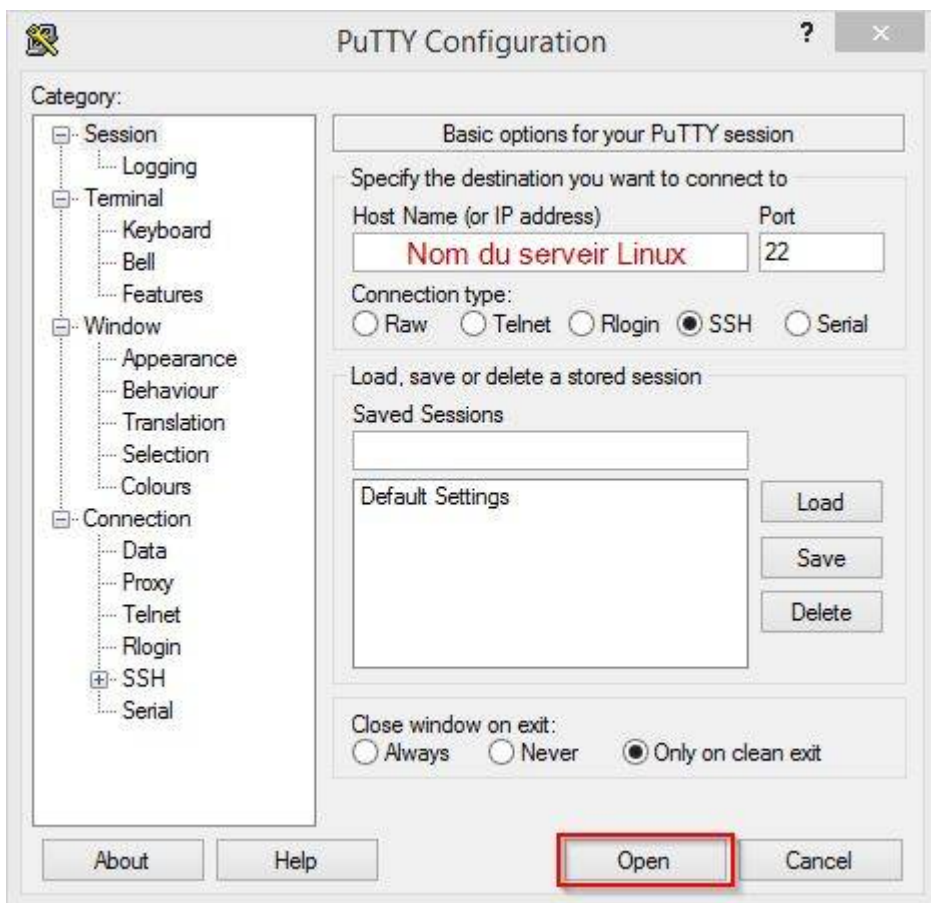 PuTTY Configuration
?
×
Category:
Session
Logging
Terminal
Keyboard
Bell
Features
Window
Appearance
Behaviour
Translation
Selection
Colours
Connection
Data
Proxy
Telnet
Rlogin
SSH
Serial
Basic options for your PuTTY session
Specify the destination you want to connect to
Host Name (or IP address) Port
Nom du serveir Linux 22
Connection type:
Raw Telnet Rlogin SSH Serial
Load, save or delete a stored session
Saved Sessions
Default Settings
Load
Save
Delete
Close window on exit:
Always Never Only on clean exit
About Help Open Cancel